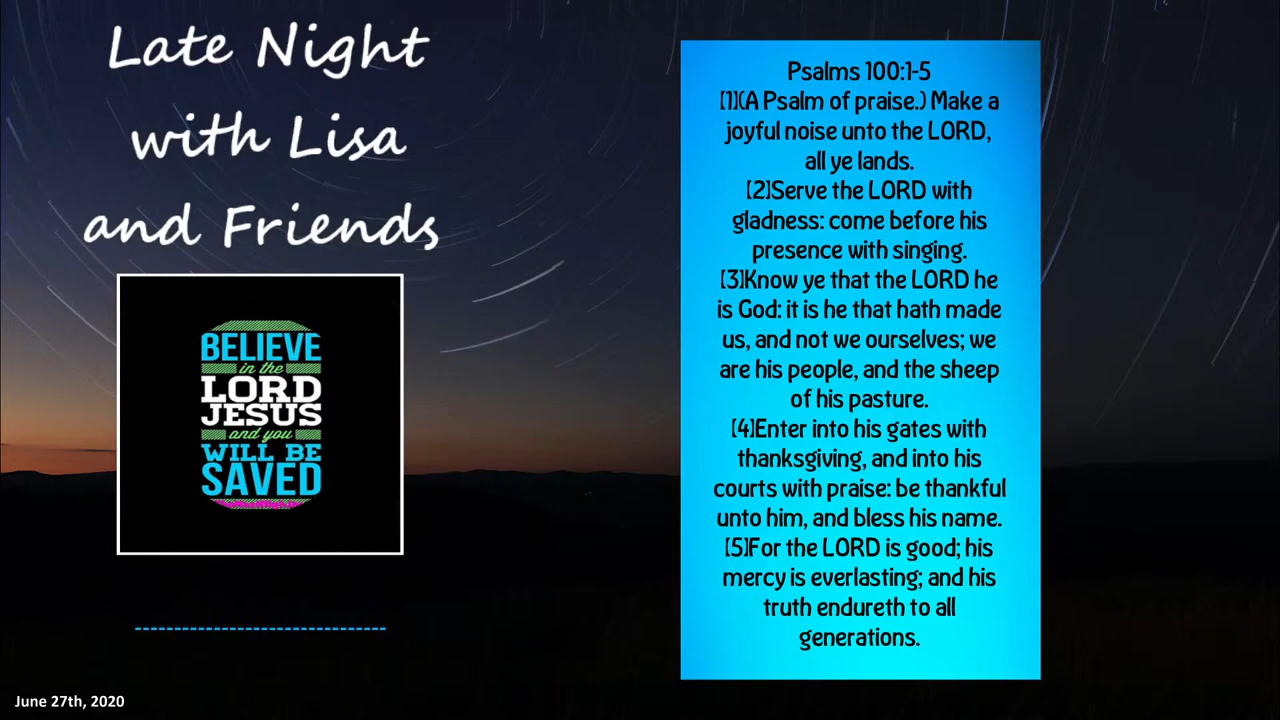 Late Night
with Lisa
and Friends
BELIEVE
in the
LORD
JESUS
and you
WILL BE
SAVED
June 27th, 2020
Psalms 100:1-5
[1](A Psalm of praise.) Make a
joyful noise unto the LORD,
all ye lands.
[2]Serve the LORD with
gladness: come before his
presence with singing.
[3]Know ye that the LORD he
is God: it is he that hath made
us, and not we ourselves; we
are his people, and the sheep
of his pasture.
[4]Enter into his gates with
thanksgiving, and into his
courts with praise: be thankful
unto him, and bless his name.
[5]For the LORD is good; his
mercy is everlasting; and his
truth endureth to all
generations.